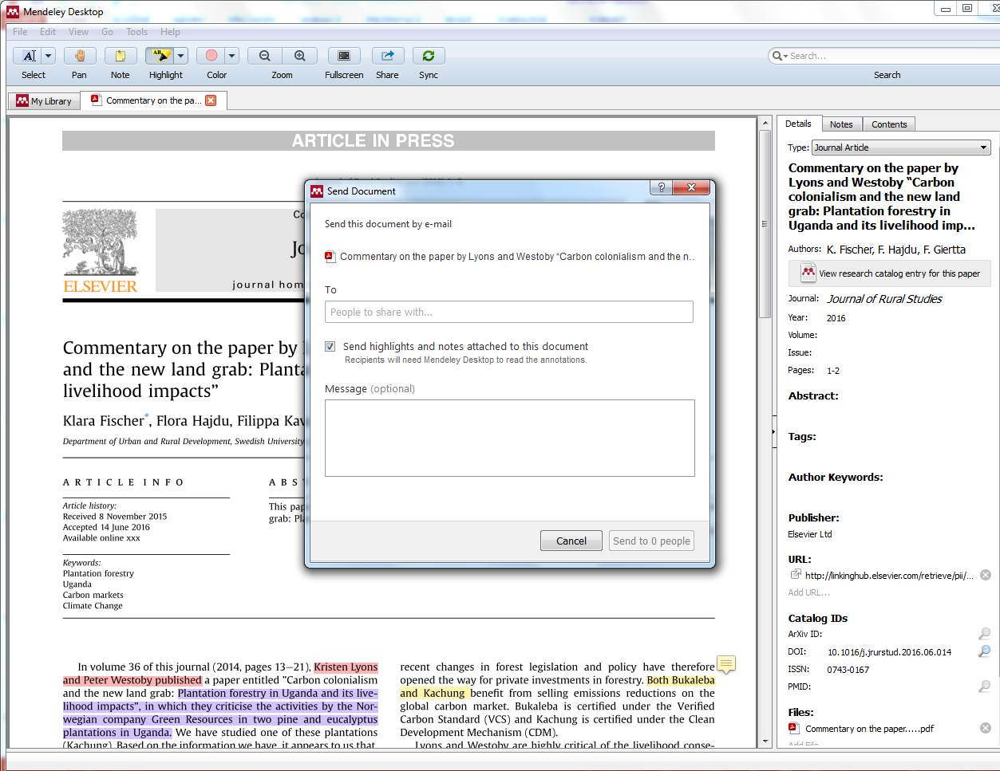 Mendeley Desktop
File Edit View Go Tools Help
Select Pan Note Highlight Color Zoom Fullscreen Share Sync
Search...
Search
My Library
Commentary on the pa...
ARTICLE IN PRESS
ELSEVIER
journal hom
Commentary on the paper by
and the new land grab: Planta
livelihood impacts”
Klara Fischer*, Flora Hajdu, Filippa Kav
Department of Urban and Rural Development, Swedish University
ARTICLE INFO
Article history:
Received 8 November 2015
Accepted 14 June 2016
Available online xxx
Keywords:
Plantation forestry
Uganda
Carbon markets
Climate Change
ABST
This pap
grab: Pla
In volume 36 of this journal (2014, pages 13–21), Kristen Lyons
and Peter Westoby published a paper entitled ”Carbon colonialism
and the new land grab: Plantation forestry in Uganda and its live-
lihood impacts”, in which they criticise the activities by the Nor-
wegian company Green Resources in two pine and eucalyptus
plantations in Uganda. We have studied one of these plantations
(Kachung). Based on the information we have, it appears to us that
recent changes in forest legislation and policy have therefore
opened the way for private investments in forestry. Both Bukaleba
and Kachung benefit from selling emissions reductions on the
global carbon market. Bukaleba is certified under the Verified
Carbon Standard (VCS) and Kachung is certified under the Clean
Development Mechanism (CDM).
Lyons and Westoby are highly critical of the livelihood conse-
Send Document
Send this document by e-mail
Commentary on the paper by Lyons and Westoby “Carbon colonialism and the n..
To
People to share with...
Send highlights and notes attached to this document
Recipients will need Mendeley Desktop to read the annotations.
Message (optional)
Cancel
Send to 0 people
Details Notes Contents
Type: Journal Article
Commentary on the paper by
Lyons and Westoby “Carbon
colonialism and the new land
grab: Plantation forestry in
Uganda and its livelihood imp...
Authors: K. Fischer, F. Hajdu, F. Giertta
View research catalog entry for this paper
Journal: Journal of Rural Studies
Year: 2016
Volume:
Issue:
Pages: 1-2
Abstract:
Tags:
Author Keywords:
Publisher:
Elsevier Ltd
URL:
http://linkinghub.elsevier.com/retrieve/pii/...
Add URL...
Catalog IDs
ArXiv ID:
DOI: 10.1016/j.jrurstud.2016.06.014
ISSN: 0743-0167
PMID:
Files:
Commentary on the paper.....pdf
Add File